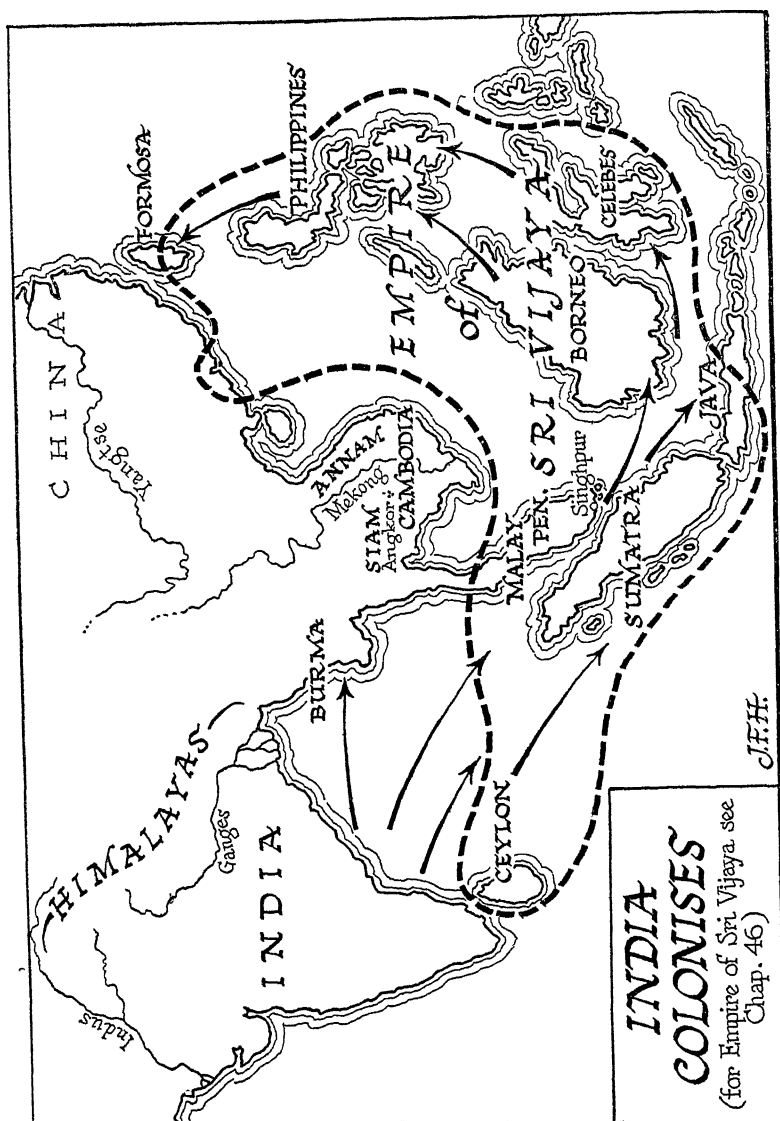 HIMALAYAS
Indus
Ganges
INDIA
CHINA
Yangtse
BURMA
SIAM
Angkor
CAMBODIA
ANNAM
Mekong
FORMOSA
PHILIPPINES
EMPIRE
of
SRI VIJAYA
MALAY
PEN.
Singhpur
BORNEO
CELEBES
SUMATRA
JAVA
CEYLON
INDIA
COLONISES
(for Empire of Sri Vijaya see
Chap. 46)
J.F.H.